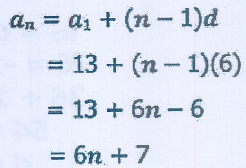 aₙ = a₁ + (n − 1)d
= 13 + (n − 1)(6)
= 13 + 6n − 6
= 6n + 7